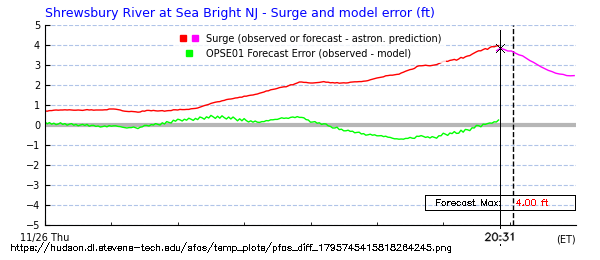 Shrewsbury River at Sea Bright NJ - Surge and model error (ft)
5
4
3
2
1
0
−1
−2
−3
−4
−5
Surge (observed or forecast - astron. prediction)
OPSE01 Forecast Error (observed - model)
Forecast Max: 4.00 ft
11/26 Thu 20:31 (ET)
https://hudson.dl.stevens-tech.edu/sfas/temp_plots/pfas_diff_1795745415818264245.png